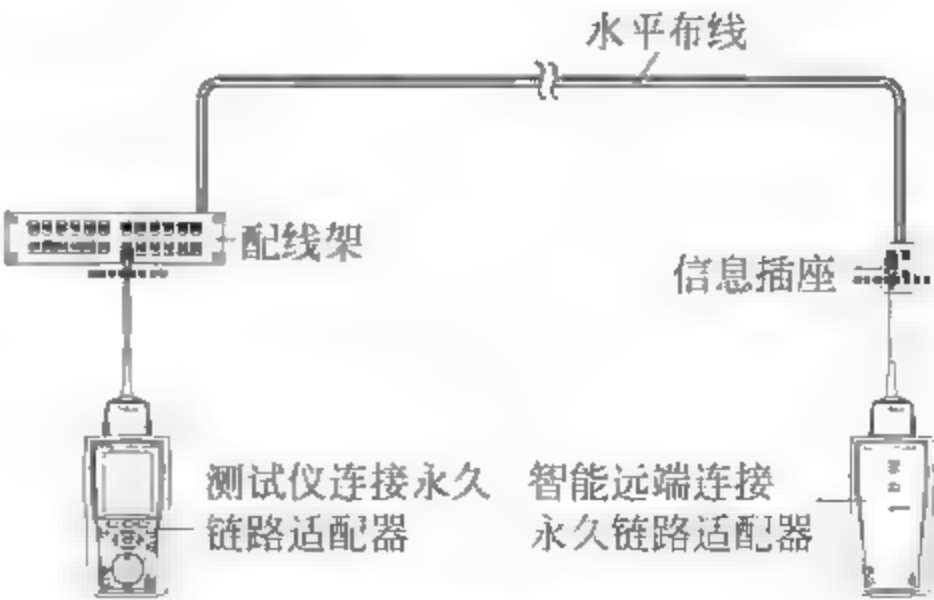 水平布线
配线架
信息插座
测试仪连接永久
链路适配器
智能远端连接
永久链路适配器